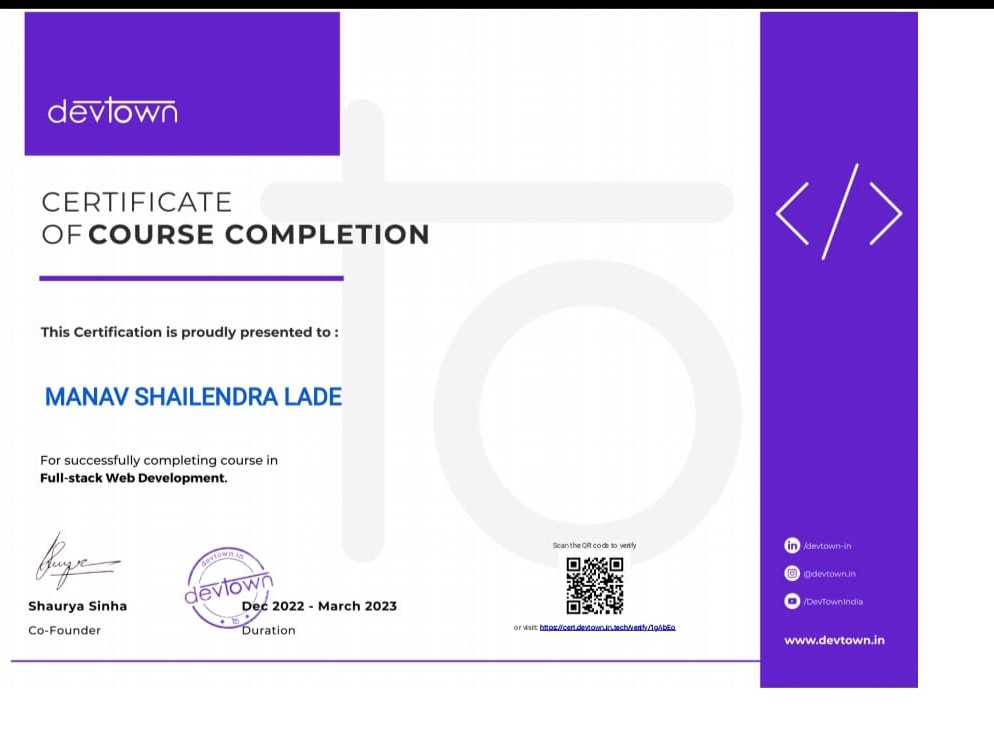 devtown
CERTIFICATE
OF COURSE COMPLETION
This Certification is proudly presented to :
MANAV SHAILENDRA LADE
For successfully completing course in
Full-stack Web Development.
Shaurya Sinha
Co-Founder
devtown.in
devtown
to
Dec 2022 - March 2023
Duration
Scan the QR code to verify
or visit: https://cert.devtown.in.tech/verify/1gAbEo
</>
in /devtown-in
@devtown.in
/DevTownIndia
www.devtown.in